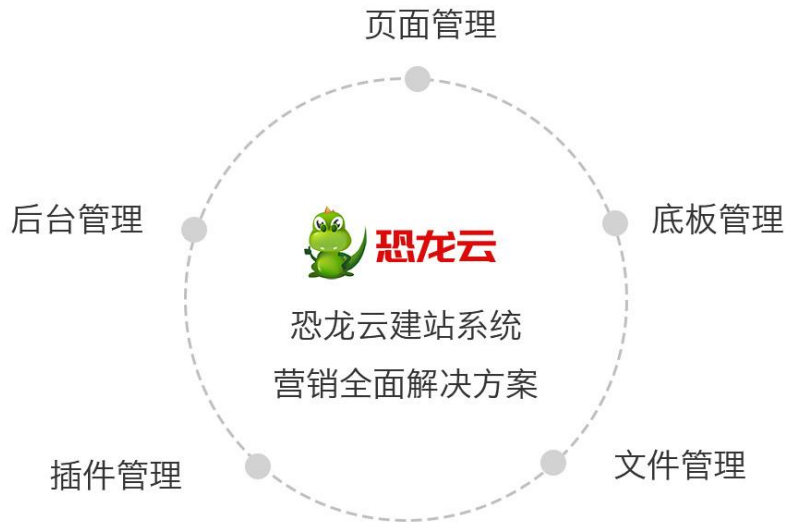 页面管理
后台管理
底板管理
恐龙云
恐龙云建站系统
营销全面解决方案
插件管理
文件管理